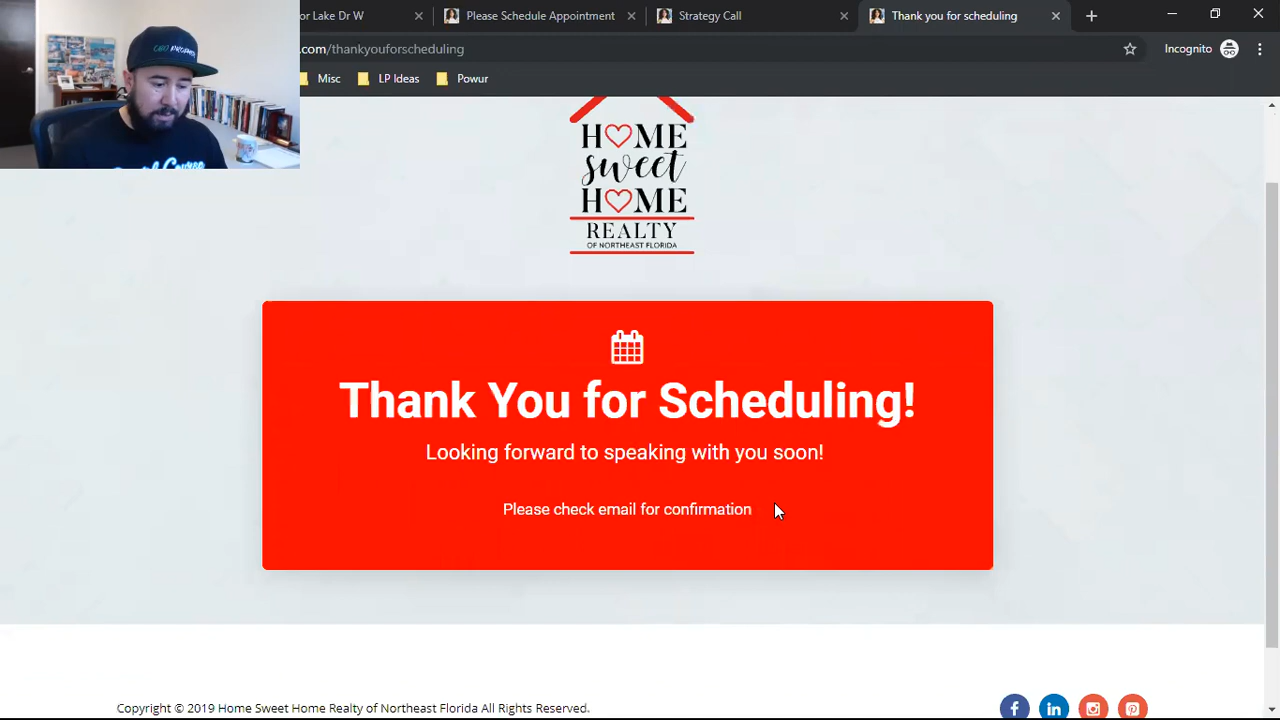 or Lake Dr W
Please Schedule Appointment
Strategy Call
Thank you for scheduling
.com/thankyouforscheduling
Incognito
Misc
LP Ideas
Powur
HOME
sweet
HOME
REALTY
OF NORTHEAST FLORIDA
Thank You for Scheduling!
Looking forward to speaking with you soon!
Please check email for confirmation
Copyright © 2019 Home Sweet Home Realty of Northeast Florida All Rights Reserved.